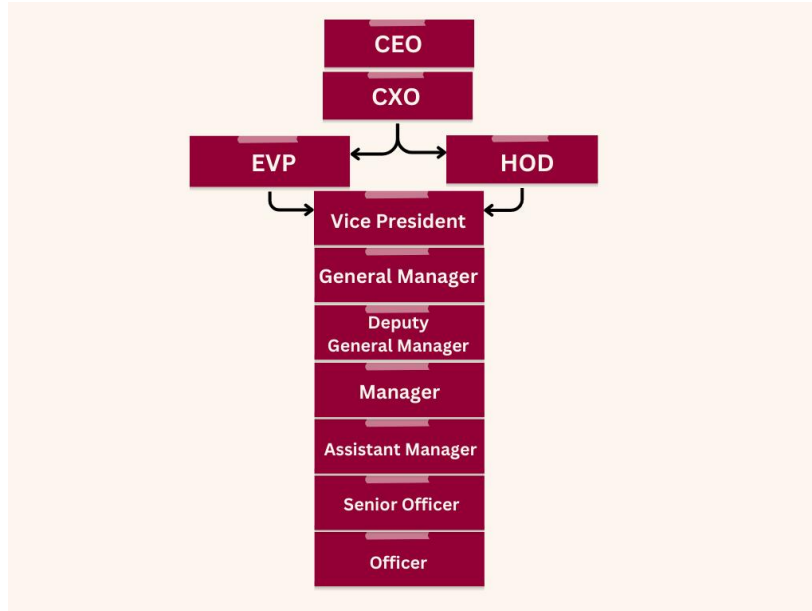 CEO
CXO
EVP
HOD
Vice President
General Manager
Deputy
General Manager
Manager
Assistant Manager
Senior Officer
Officer